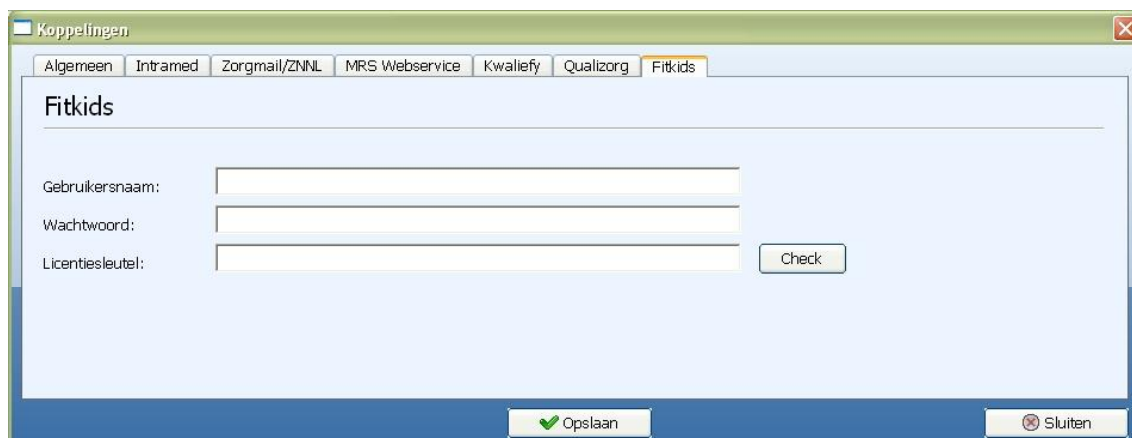 Koppelingen
Algemeen Intramed Zorgmail/ZNNL MRS Webservice Kwaliefy Qualizorg Fitkids
Fitkids
Gebruikersnaam:
Wachtwoord:
Licentiesleutel: Check
Opslaan Sluiten